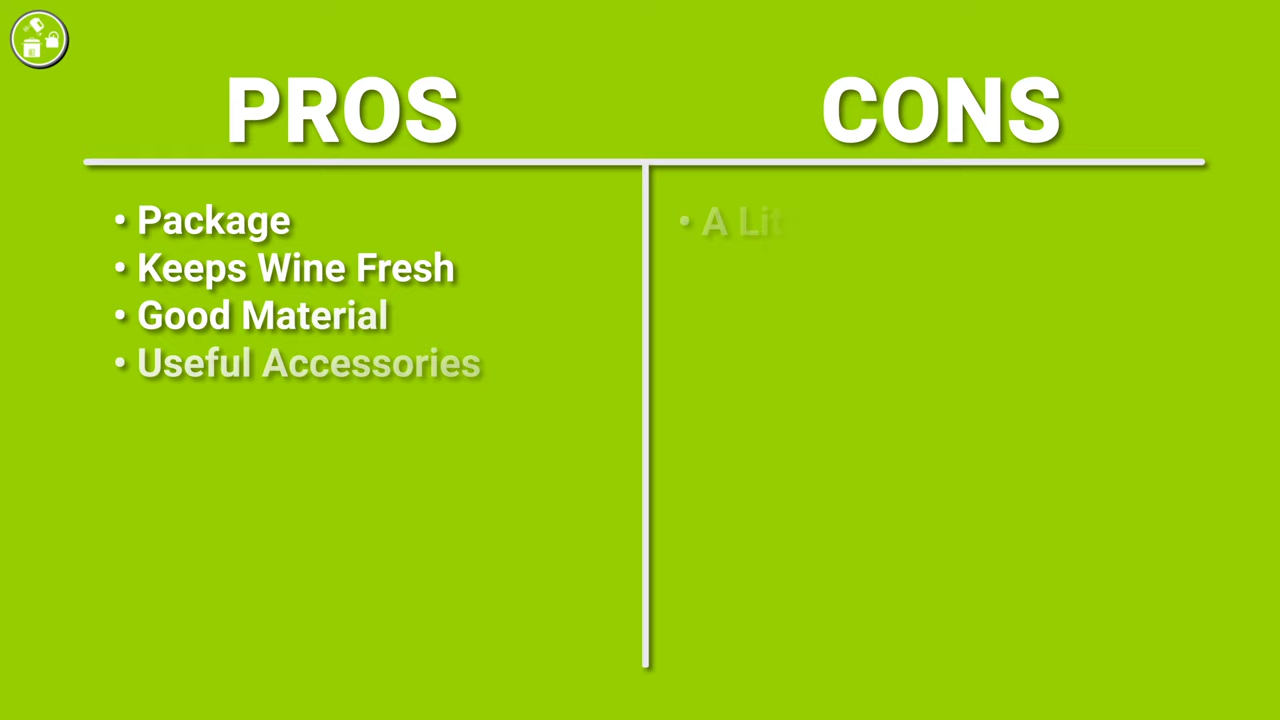 PROS
CONS
• Package
• Keeps Wine Fresh
• Good Material
• Useful Accessories
• A